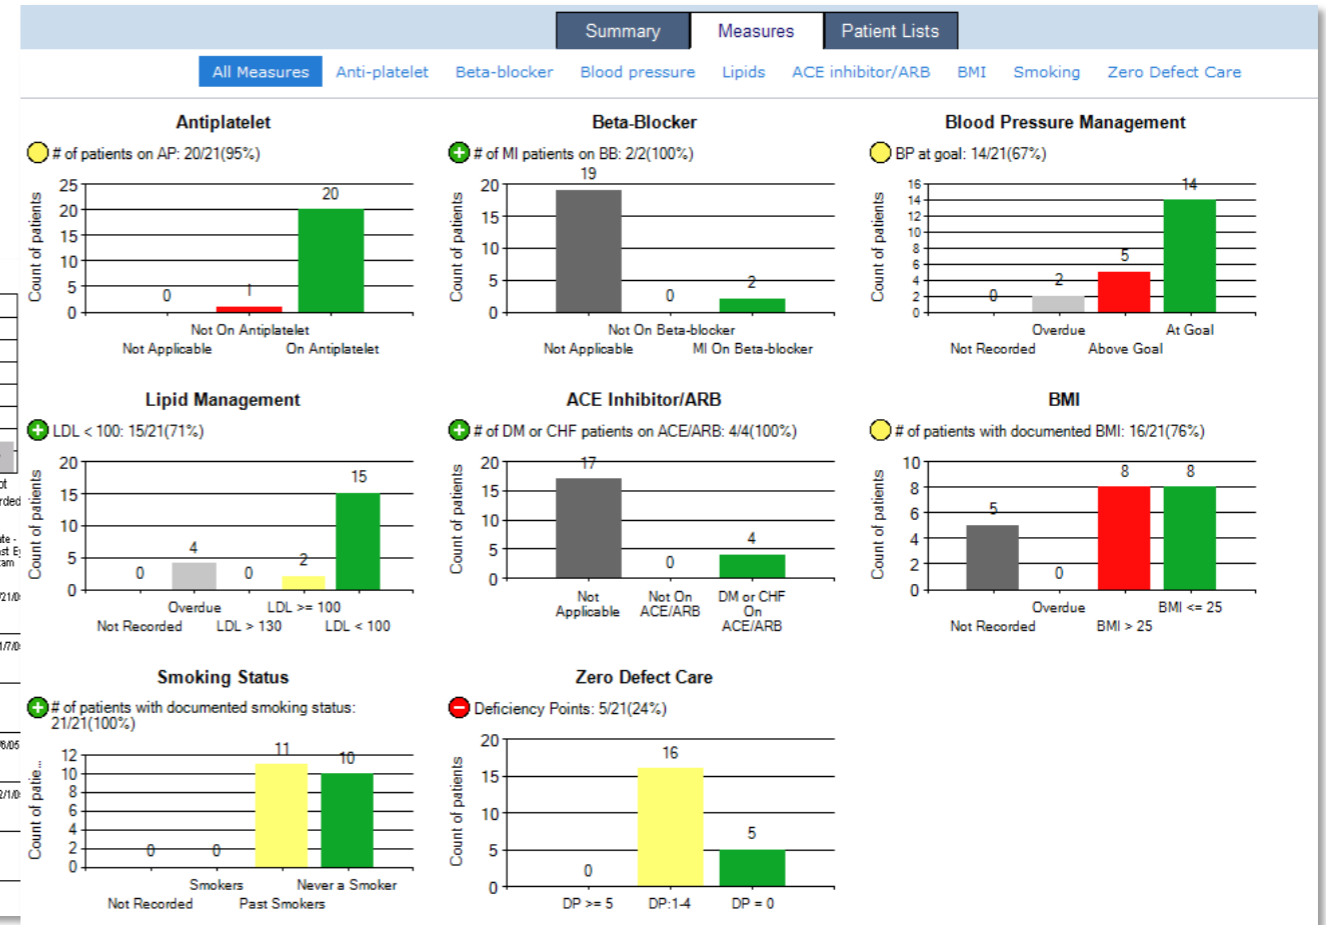 Summary Measures Patient Lists
All Measures Anti-platelet Beta-blocker Blood pressure Lipids ACE inhibitor/ARB BMI Smoking Zero Defect Care
Antiplatelet
# of patients on AP: 20/21(95%)
Count of patients
25
20
15
10
5
0
0 1 20
Not On Antiplatelet
Not Applicable On Antiplatelet
Beta-Blocker
# of MI patients on BB: 2/2(100%)
Count of patients
20
15
10
5
0
19 0 2
Not On Beta-blocker
Not Applicable MI On Beta-blocker
Blood Pressure Management
BP at goal: 14/21(67%)
Count of patients
16
14
12
10
8
6
4
2
0
0 2 5 14
Overdue At Goal
Not Recorded Above Goal
Lipid Management
LDL < 100: 15/21(71%)
Count of patients
20
15
10
5
0
0 4 0 2 15
Overdue LDL >= 100
Not Recorded LDL > 130 LDL < 100
ACE Inhibitor/ARB
# of DM or CHF patients on ACE/ARB: 4/4(100%)
Count of patients
20
15
10
5
0
17 0 4
Not Not On DM or CHF
Applicable ACE/ARB On
ACE/ARB
BMI
# of patients with documented BMI: 16/21(76%)
Count of patients
10
8
6
4
2
0
5 0 8 8
Overdue BMI <= 25
Not Recorded BMI > 25
Smoking Status
# of patients with documented smoking status:
21/21(100%)
Count of patie...
12
10
8
6
4
2
0
0 0 11 10
Smokers Never a Smoker
Not Recorded Past Smokers
Zero Defect Care
Deficiency Points: 5/21(24%)
Count of patients
20
15
10
5
0
0 16 5
DP >= 5 DP:1-4 DP = 0